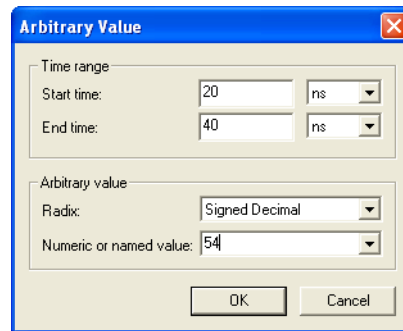 Arbitrary Value
Time range
Start time: 20 ns
End time: 40 ns
Arbitrary value
Radix: Signed Decimal
Numeric or named value: 54
OK Cancel